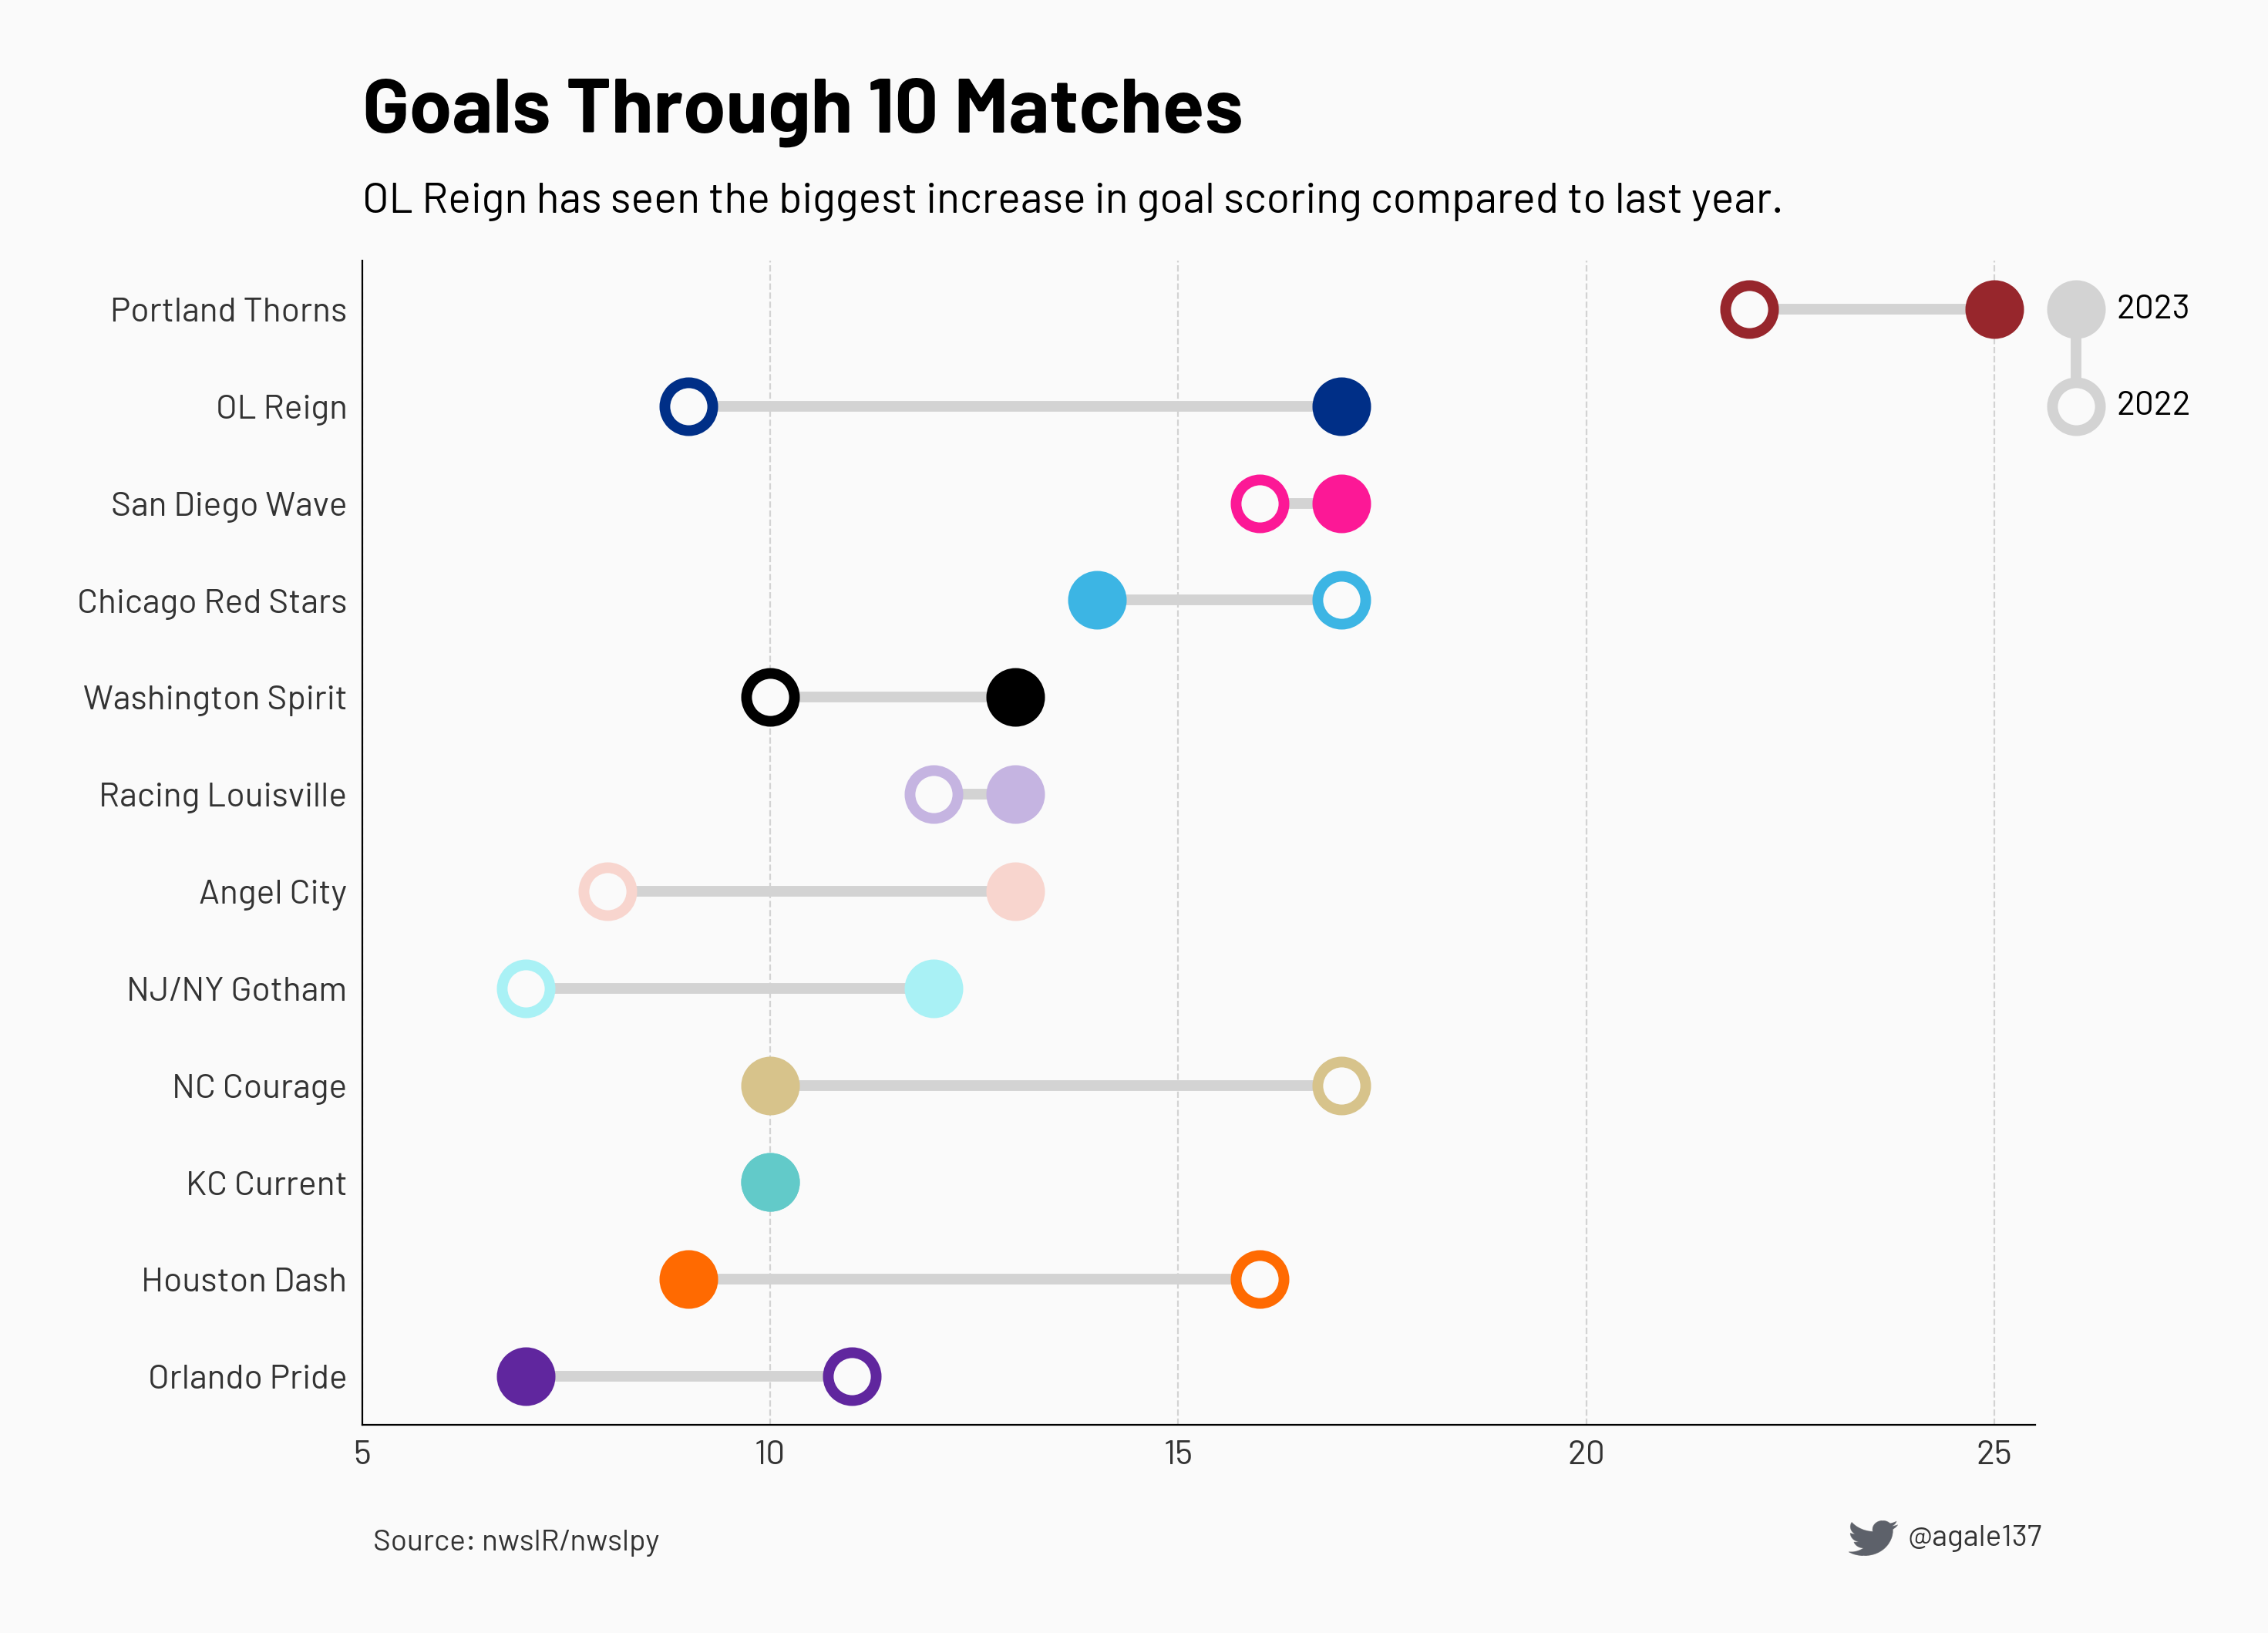 Goals Through 10 Matches
OL Reign has seen the biggest increase in goal scoring compared to last year.
Portland Thorns
2023
OL Reign
2022
San Diego Wave
Chicago Red Stars
Washington Spirit
Racing Louisville
Angel City
NJ/NY Gotham
NC Courage
KC Current
Houston Dash
Orlando Pride
5 10 15 20 25
Source: nwslR/nwslpy
@agale137